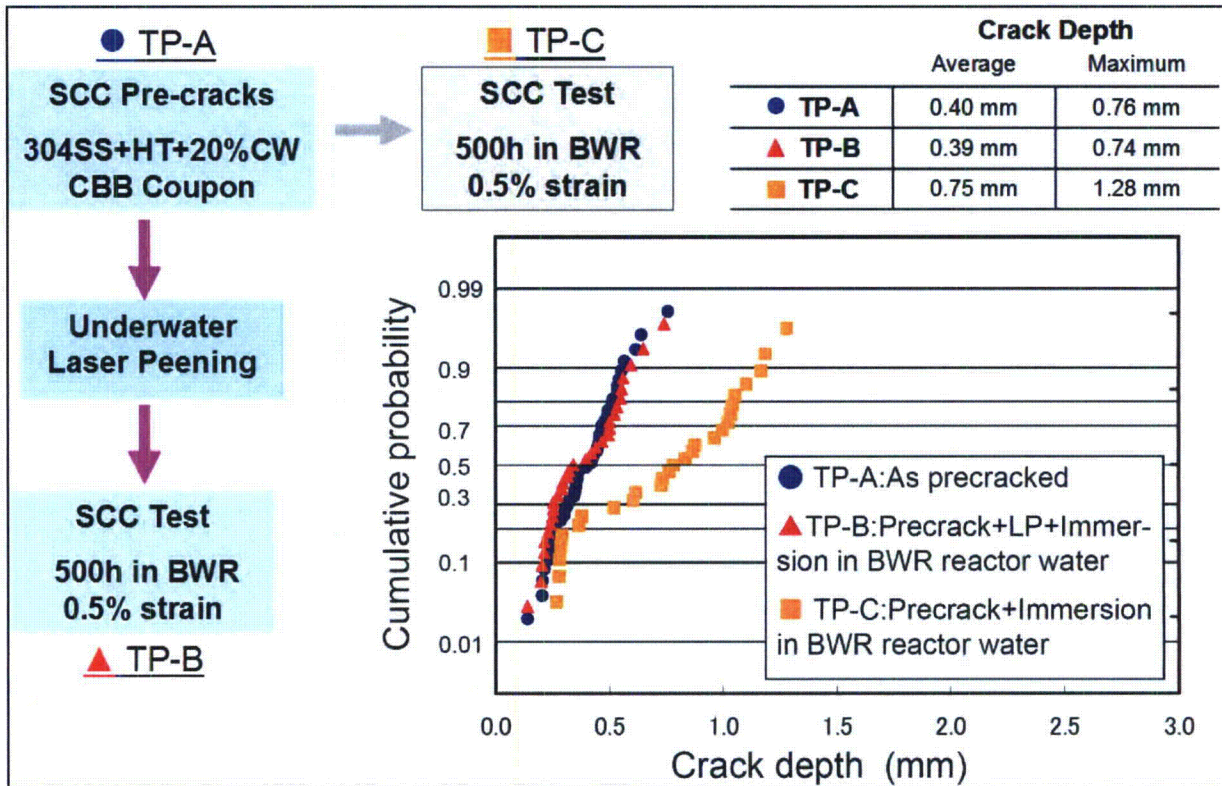 TP-A
SCC Pre-cracks
304SS+HT+20%CW
CBB Coupon
Underwater
Laser Peening
SCC Test
500h in BWR
0.5% strain
TP-B
TP-C
SCC Test
500h in BWR
0.5% strain
Crack Depth
Average Maximum
TP-A 0.40 mm 0.76 mm
TP-B 0.39 mm 0.74 mm
TP-C 0.75 mm 1.28 mm
Cumulative probability
0.99
0.9
0.7
0.5
0.3
0.1
0.01
TP-A:As precracked
TP-B:Precrack+LP+Immer-
sion in BWR reactor water
TP-C:Precrack+Immersion
in BWR reactor water
0.0 0.5 1.0 1.5 2.0 2.5 3.0
Crack depth (mm)